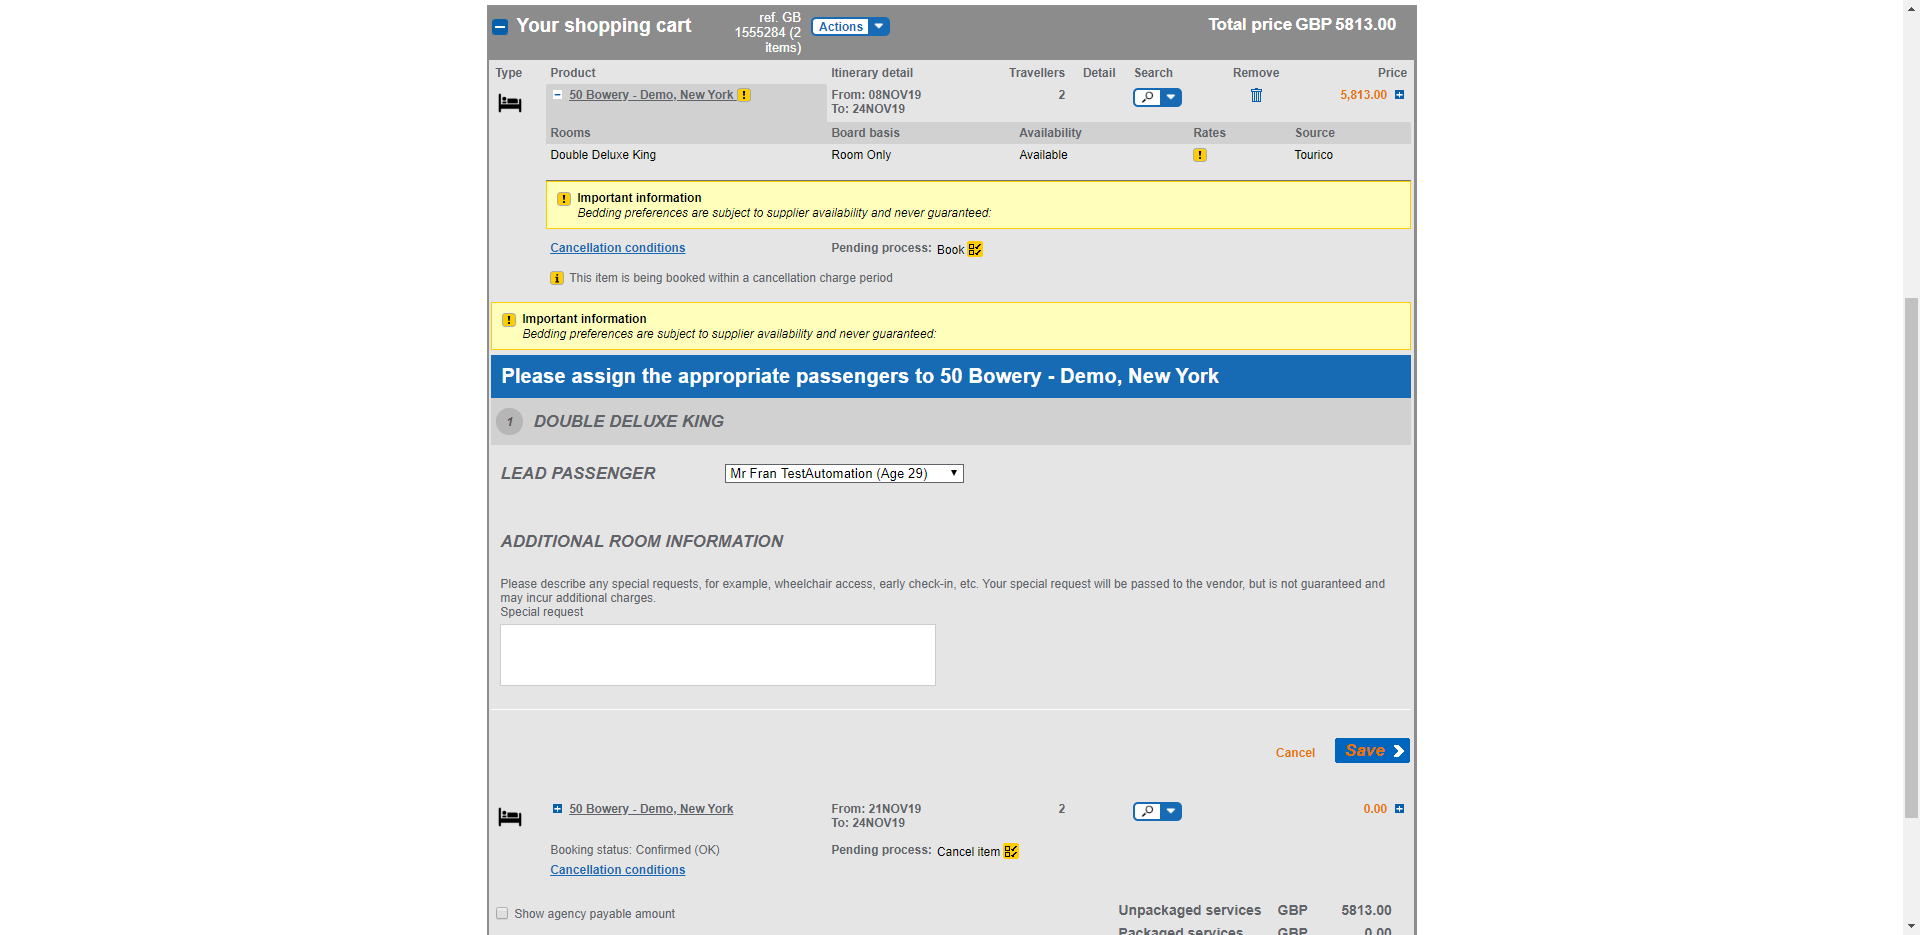 Your shopping cart
ref. GB
1555284 (2
items)
Actions
Total price GBP 5813.00
Type Product Itinerary detail Travellers Detail Search Remove Price
50 Bowery - Demo, New York ! From: 08NOV19 2 5,813.00
To: 24NOV19
Rooms Board basis Availability Rates Source
Double Deluxe King Room Only Available ! Tourico
! Important information
Bedding preferences are subject to supplier availability and never guaranteed:
Cancellation conditions Pending process: Book
i This item is being booked within a cancellation charge period
! Important information
Bedding preferences are subject to supplier availability and never guaranteed:
Please assign the appropriate passengers to 50 Bowery - Demo, New York
1 DOUBLE DELUXE KING
LEAD PASSENGER Mr Fran TestAutomation (Age 29)
ADDITIONAL ROOM INFORMATION
Please describe any special requests, for example, wheelchair access, early check-in, etc. Your special request will be passed to the vendor, but is not guaranteed and
may incur additional charges.
Special request
Cancel Save
50 Bowery - Demo, New York From: 21NOV19 2 0.00
To: 24NOV19
Booking status: Confirmed (OK) Pending process: Cancel item
Cancellation conditions
Show agency payable amount
Unpackaged services GBP 5813.00
Packaged services GBP 0.00